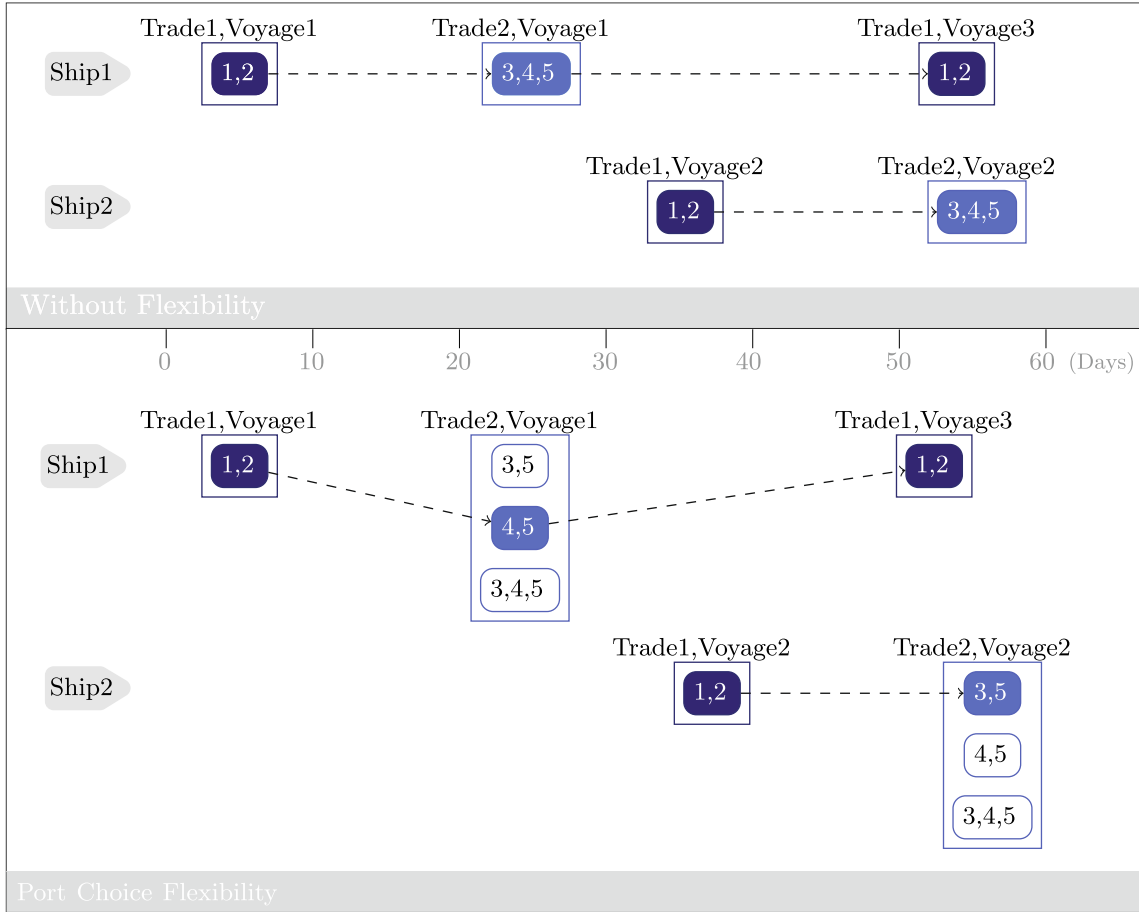 Trade1,Voyage1 Trade2,Voyage1 Trade1,Voyage3
Ship1 1,2 3,4,5 1,2
Trade1,Voyage2 Trade2,Voyage2
Ship2 1,2 3,4,5
Without Flexibility
0 10 20 30 40 50 60 (Days)
Trade1,Voyage1 Trade2,Voyage1 Trade1,Voyage3
Ship1 1,2 3,5 1,2
4,5
3,4,5
Trade1,Voyage2 Trade2,Voyage2
Ship2 1,2 3,5
4,5
3,4,5
Port Choice Flexibility